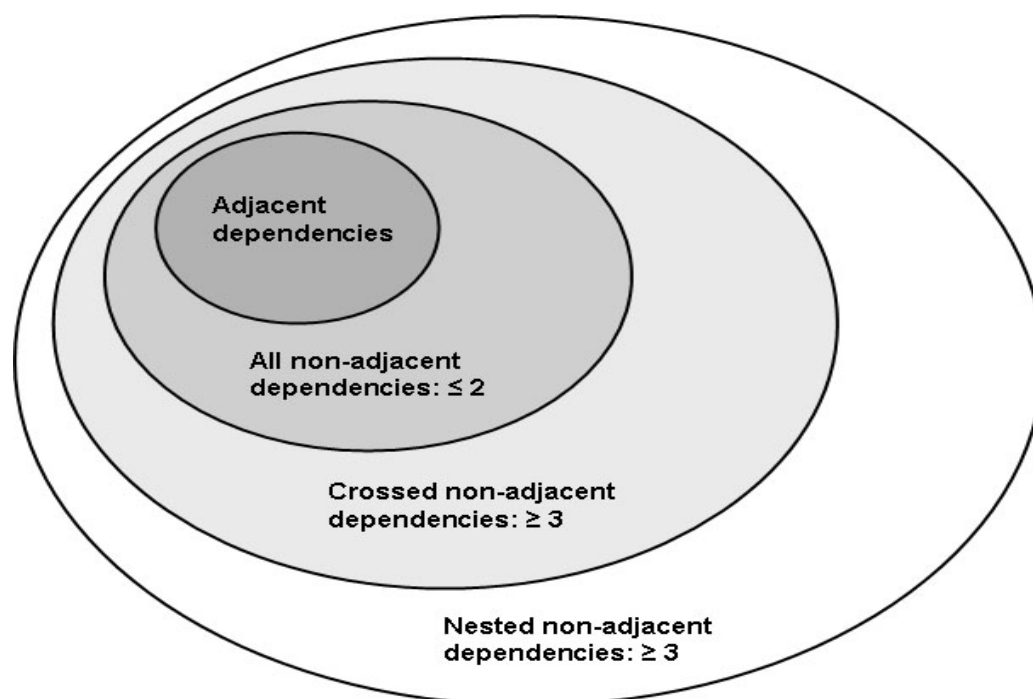 Adjacent
dependencies
All non-adjacent
dependencies: ≤ 2
Crossed non-adjacent
dependencies: ≥ 3
Nested non-adjacent
dependencies: ≥ 3